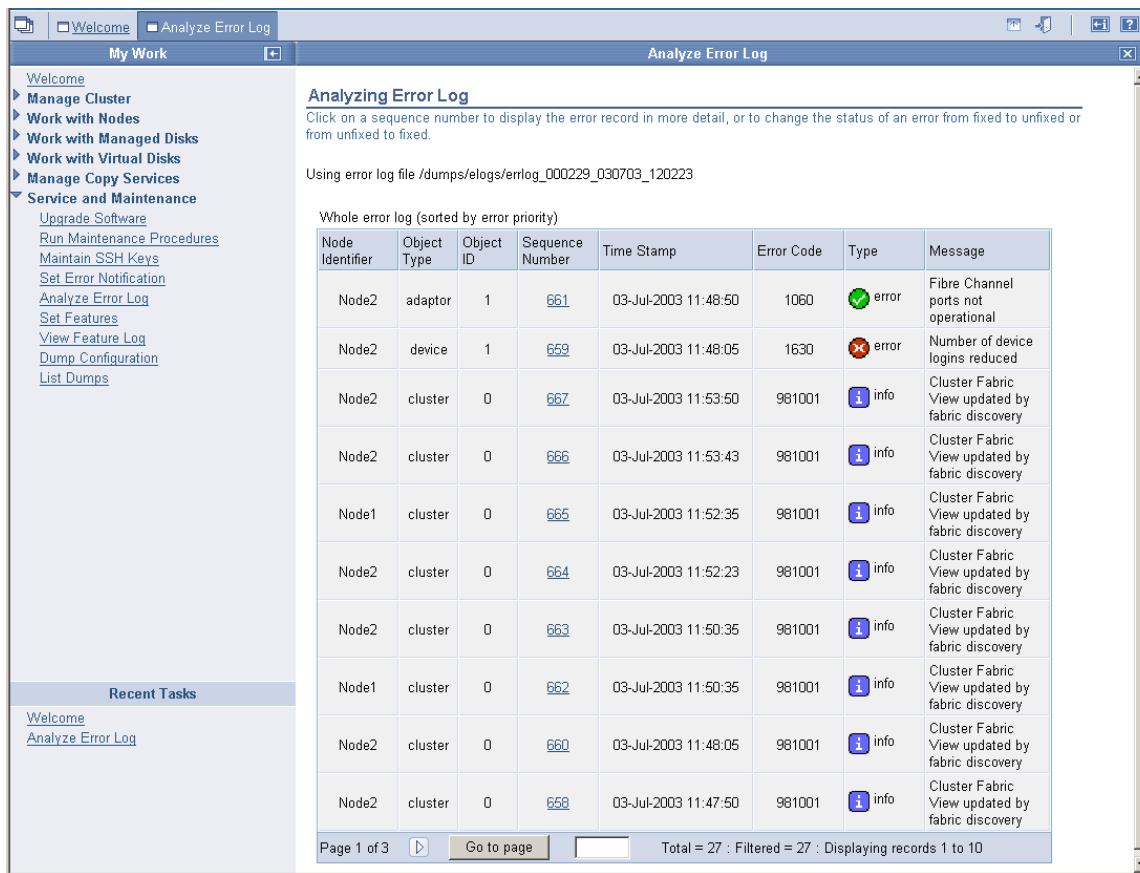 Welcome
Analyze Error Log
My Work
Analyze Error Log
Welcome
Manage Cluster
Work with Nodes
Work with Managed Disks
Work with Virtual Disks
Manage Copy Services
Service and Maintenance
Upgrade Software
Run Maintenance Procedures
Maintain SSH Keys
Set Error Notification
Analyze Error Log
Set Features
View Feature Log
Dump Configuration
List Dumps
Recent Tasks
Welcome
Analyze Error Log
Analyzing Error Log
Click on a sequence number to display the error record in more detail, or to change the status of an error from fixed to unfixed or
from unfixed to fixed.
Using error log file /dumps/elogs/errlog_000229_030703_120223
Whole error log (sorted by error priority)
Node Identifier Object Type Object ID Sequence Number Time Stamp Error Code Type Message
Node2 adaptor 1 661 03-Jul-2003 11:48:50 1060 error Fibre Channel ports not operational
Node2 device 1 659 03-Jul-2003 11:48:05 1630 error Number of device logins reduced
Node2 cluster 0 667 03-Jul-2003 11:53:50 981001 info Cluster Fabric View updated by fabric discovery
Node2 cluster 0 666 03-Jul-2003 11:53:43 981001 info Cluster Fabric View updated by fabric discovery
Node1 cluster 0 665 03-Jul-2003 11:52:35 981001 info Cluster Fabric View updated by fabric discovery
Node2 cluster 0 664 03-Jul-2003 11:52:23 981001 info Cluster Fabric View updated by fabric discovery
Node2 cluster 0 663 03-Jul-2003 11:50:35 981001 info Cluster Fabric View updated by fabric discovery
Node1 cluster 0 662 03-Jul-2003 11:50:35 981001 info Cluster Fabric View updated by fabric discovery
Node2 cluster 0 660 03-Jul-2003 11:48:05 981001 info Cluster Fabric View updated by fabric discovery
Node2 cluster 0 658 03-Jul-2003 11:47:50 981001 info Cluster Fabric View updated by fabric discovery
Page 1 of 3 Go to page Total = 27 : Filtered = 27 : Displaying records 1 to 10